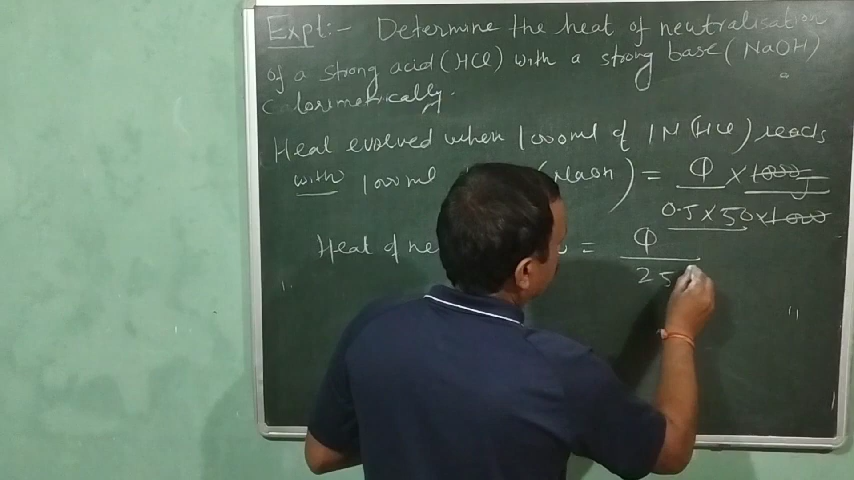 Expt:- Determine the heat of neutralisation
of a strong acid (HCl) with a strong base (NaOH)
Calorimetrically.
Heat evolved when 1000ml of 1N (HCl) reacts
with 1000ml (NaOH) = Φ × 1000
0.5 × 50 × 1000
Heat of = Φ
25